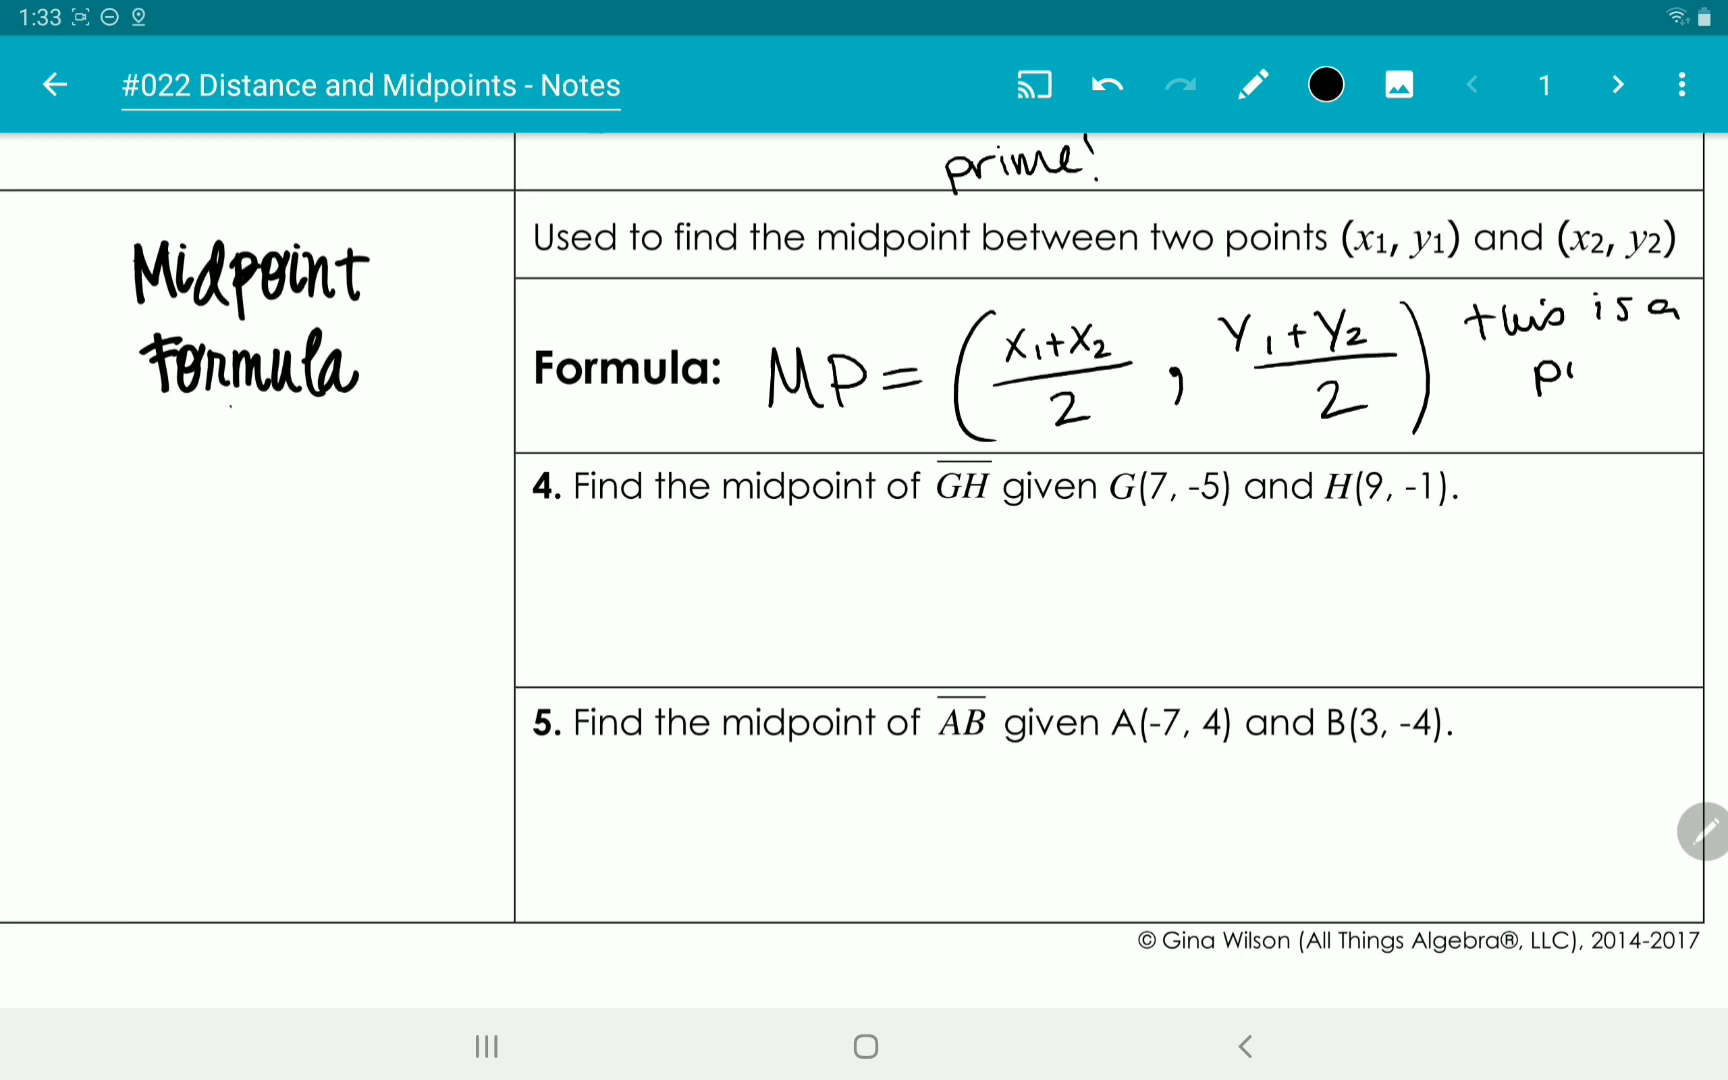 1:33
#022 Distance and Midpoints - Notes
1
prime!
Midpoint
Formula
Used to find the midpoint between two points (x1, y1) and (x2, y2)
Formula: MP = (x₁+x₂/2, y₁+y₂/2) this is a
4. Find the midpoint of GH given G(7, -5) and H(9, -1).
5. Find the midpoint of AB given A(-7, 4) and B(3, -4).
© Gina Wilson (All Things Algebra®, LLC), 2014-2017